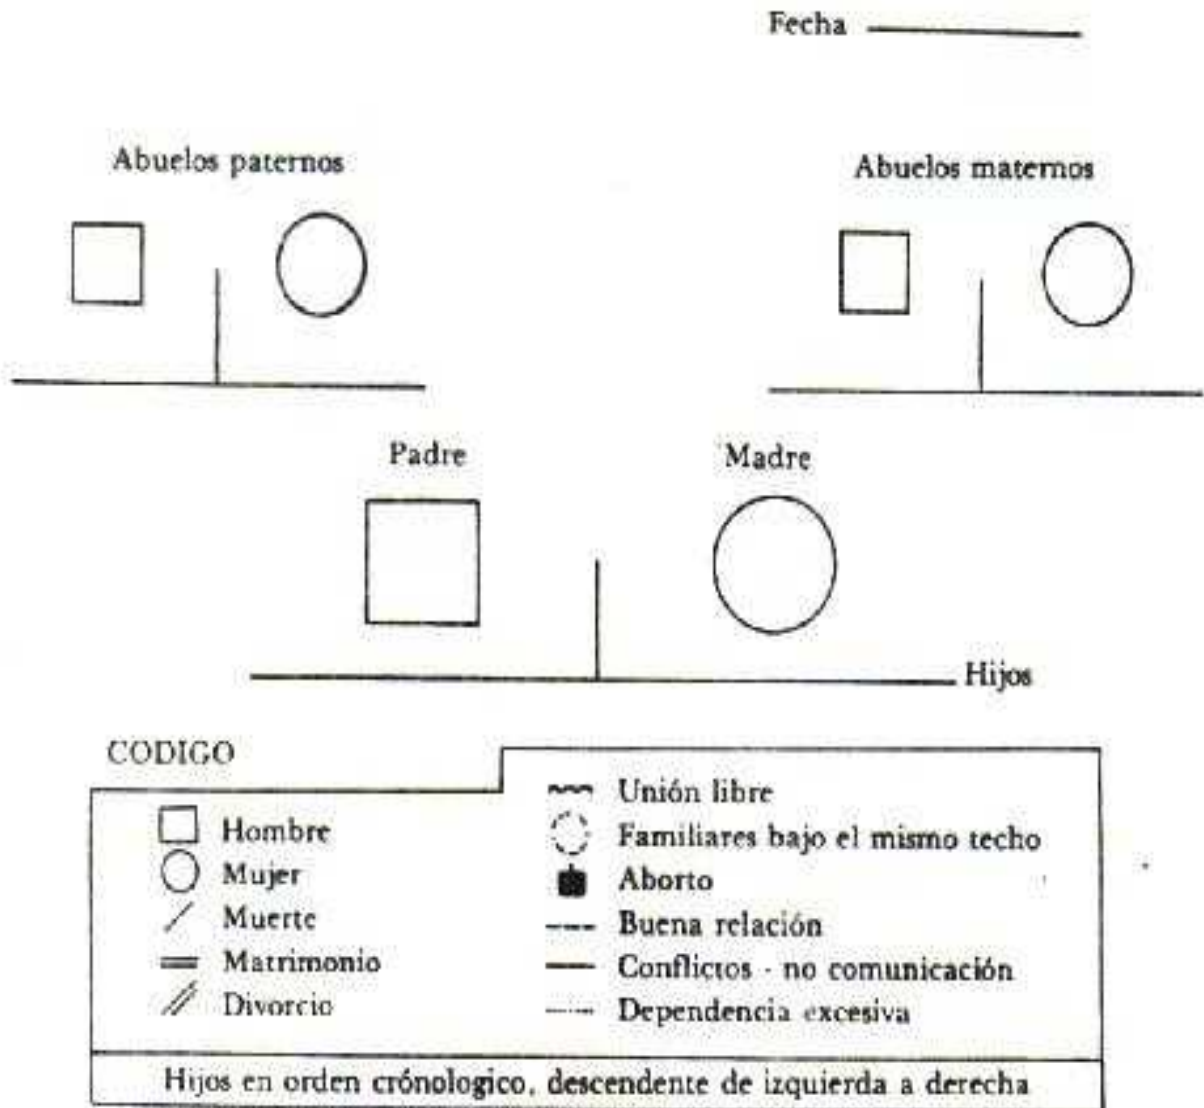 Fecha
Abuelos paternos
Abuelos maternos
Padre
Madre
Hijos
CODIGO
Hombre
Mujer
Muerte
Matrimonio
Divorcio
Unión libre
Familiares bajo el mismo techo
Aborto
Buena relación
Conflictos - no comunicación
Dependencia excesiva
Hijos en orden crónologico, descendente de izquierda a derecha